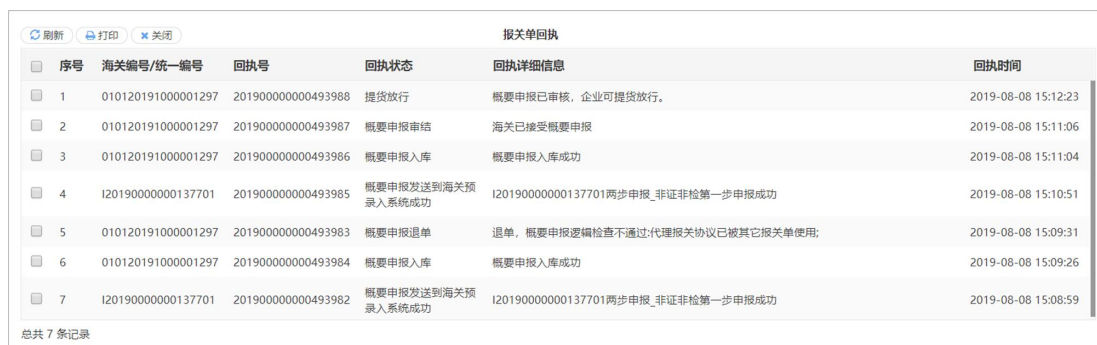 刷新 打印 关闭 报关单回执
序号 海关编号/统一编号 回执号 回执状态 回执详细信息 回执时间
1 010120191000001297 201900000000493988 提货放行 概要申报已审核，企业可提货放行。 2019-08-08 15:12:23
2 010120191000001297 201900000000493987 概要申报审结 海关已接受概要申报 2019-08-08 15:11:06
3 010120191000001297 201900000000493986 概要申报入库 概要申报入库成功 2019-08-08 15:11:04
4 I20190000000137701 201900000000493985 概要申报发送到海关预 I20190000000137701两步申报_非证非检第一步申报成功 2019-08-08 15:10:51
录入系统成功
5 010120191000001297 201900000000493983 概要申报退单 退单，概要申报逻辑检查不通过:代理报关协议已被其它报关单使用; 2019-08-08 15:09:31
6 010120191000001297 201900000000493984 概要申报入库 概要申报入库成功 2019-08-08 15:09:26
7 I20190000000137701 201900000000493982 概要申报发送到海关预 I20190000000137701两步申报_非证非检第一步申报成功 2019-08-08 15:08:59
录入系统成功
总共 7 条记录